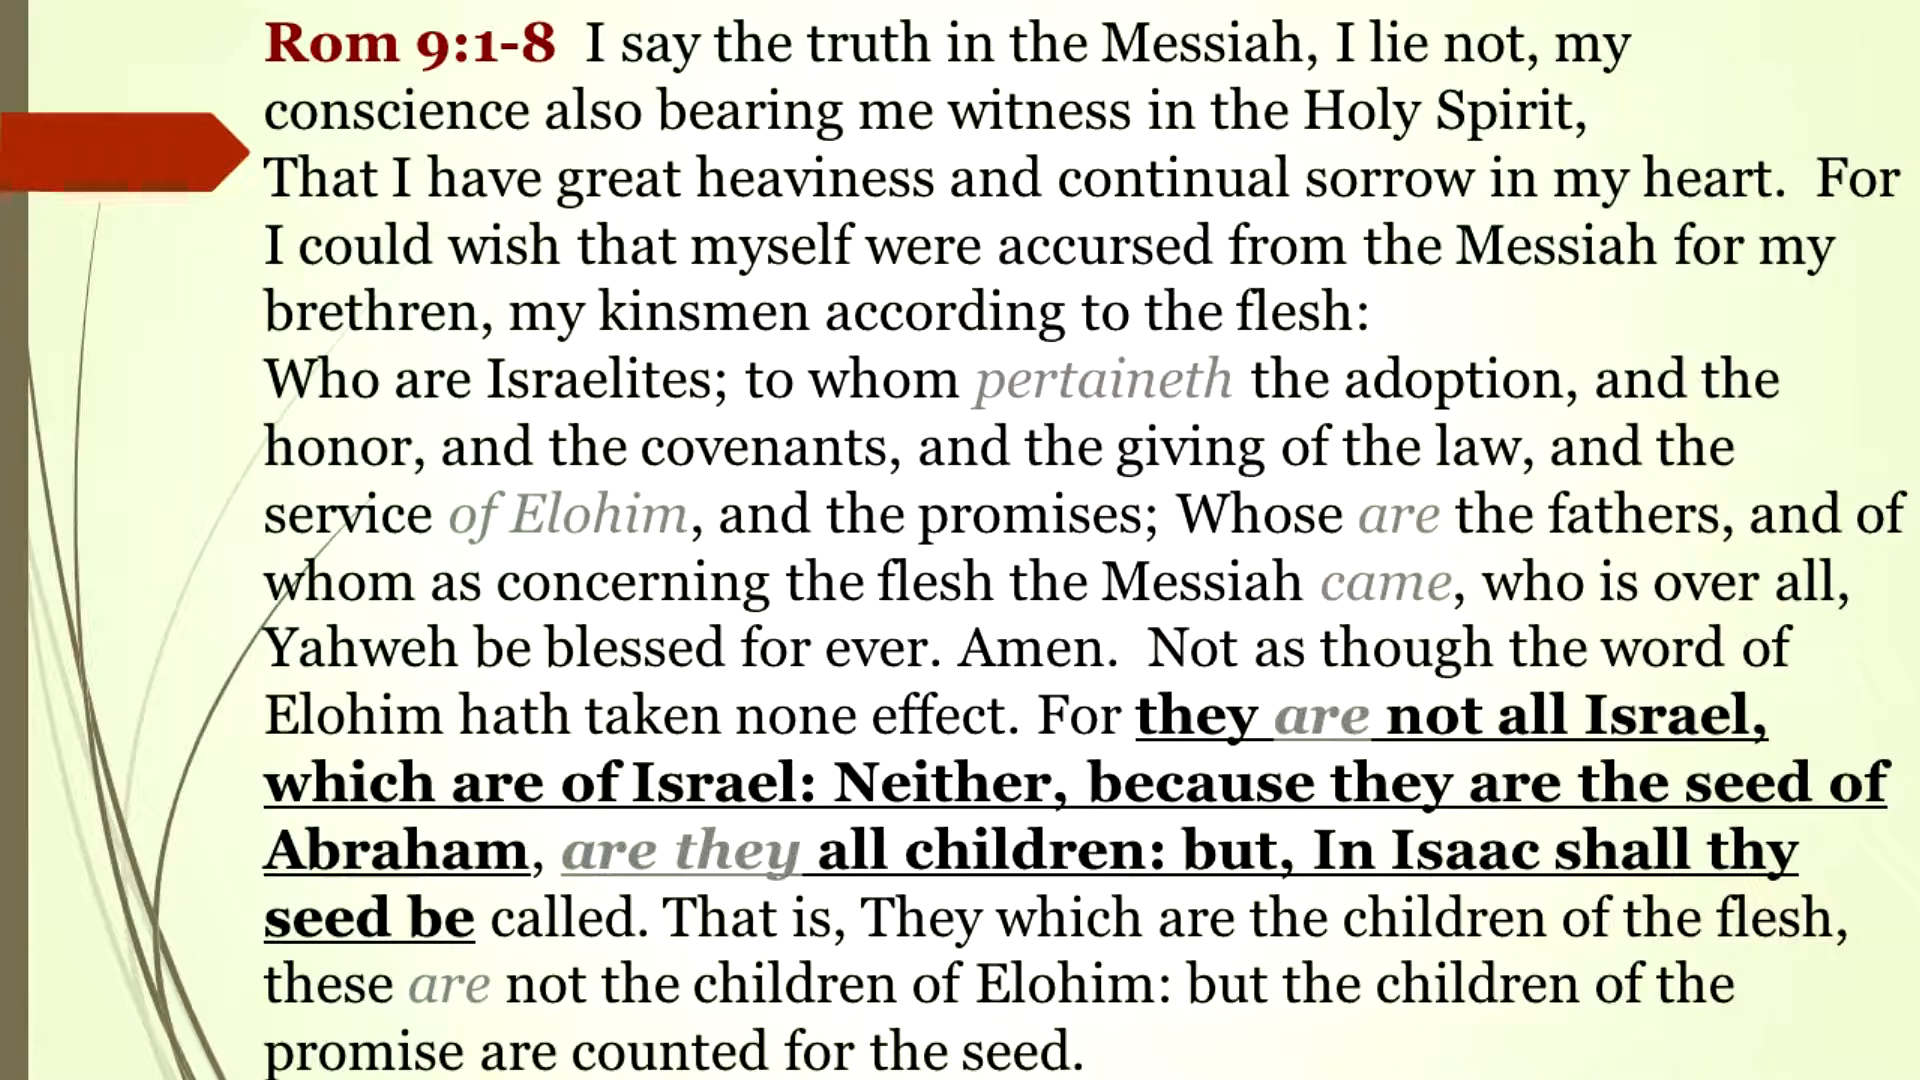 Rom 9:1-8 I say the truth in the Messiah, I lie not, my
conscience also bearing me witness in the Holy Spirit,
That I have great heaviness and continual sorrow in my heart. For
I could wish that myself were accursed from the Messiah for my
brethren, my kinsmen according to the flesh:
Who are Israelites; to whom pertaineth the adoption, and the
honor, and the covenants, and the giving of the law, and the
service of Elohim, and the promises; Whose are the fathers, and of
whom as concerning the flesh the Messiah came, who is over all,
Yahweh be blessed for ever. Amen. Not as though the word of
Elohim hath taken none effect. For they are not all Israel,
which are of Israel: Neither, because they are the seed of
Abraham, are they all children: but, In Isaac shall thy
seed be called. That is, They which are the children of the flesh,
these are not the children of Elohim: but the children of the
promise are counted for the seed.